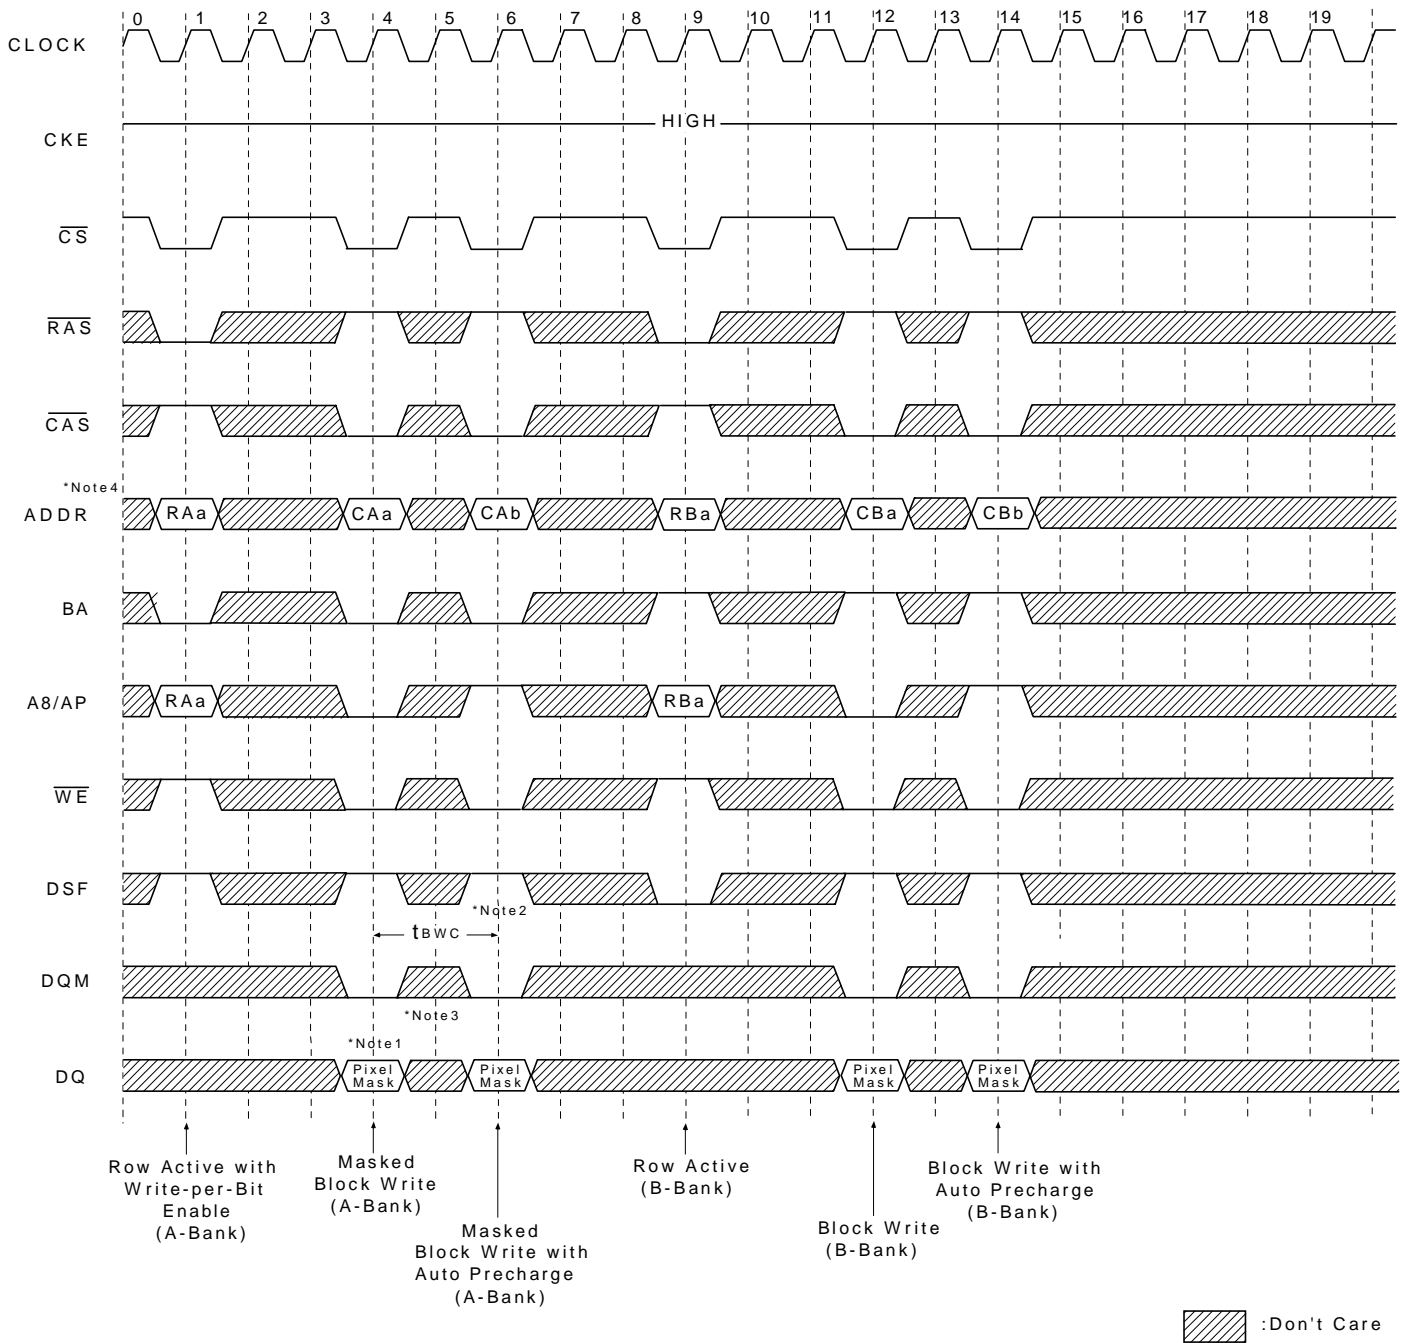 0 1 2 3 4 5 6 7 8 9 10 11 12 13 14 15 16 17 18 19
CLOCK
HIGH
CKE
CS
RAS
CAS
*Note4
ADDR RAa CAa CAb RBa CBa CBb
BA
A8/AP RAa RBa
WE
DSF
*Note2
tBWC
DQM
*Note3
*Note1
DQ Pixel Mask Pixel Mask Pixel Mask Pixel Mask
Row Active with
Write-per-Bit
Enable
(A-Bank)
Masked
Block Write
(A-Bank)
Masked
Block Write with
Auto Precharge
(A-Bank)
Row Active
(B-Bank)
Block Write
(B-Bank)
Block Write with
Auto Precharge
(B-Bank)
:Don't Care